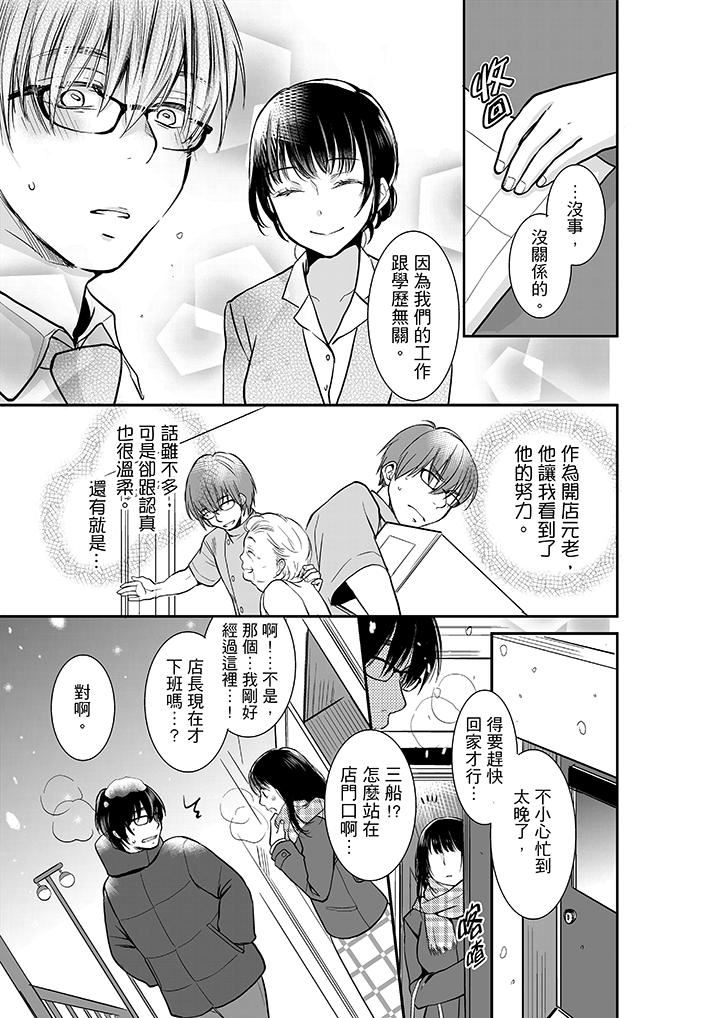 收回
…沒事，
沒關係的。
因為我們的工作
跟學歷無關。
作為開店元老，
他讓我看到了
他的努力。
話雖不多，
可是卻跟認真
也很溫柔。
還有就是…
不小心忙到
太晚了，
得要趕快
回家才行…
喀喳
三船!?
怎麼站在
店門口啊…
啊！…不是，
那個…我剛好
經過這裡…！
店長現在才
下班嗎…？
對啊。